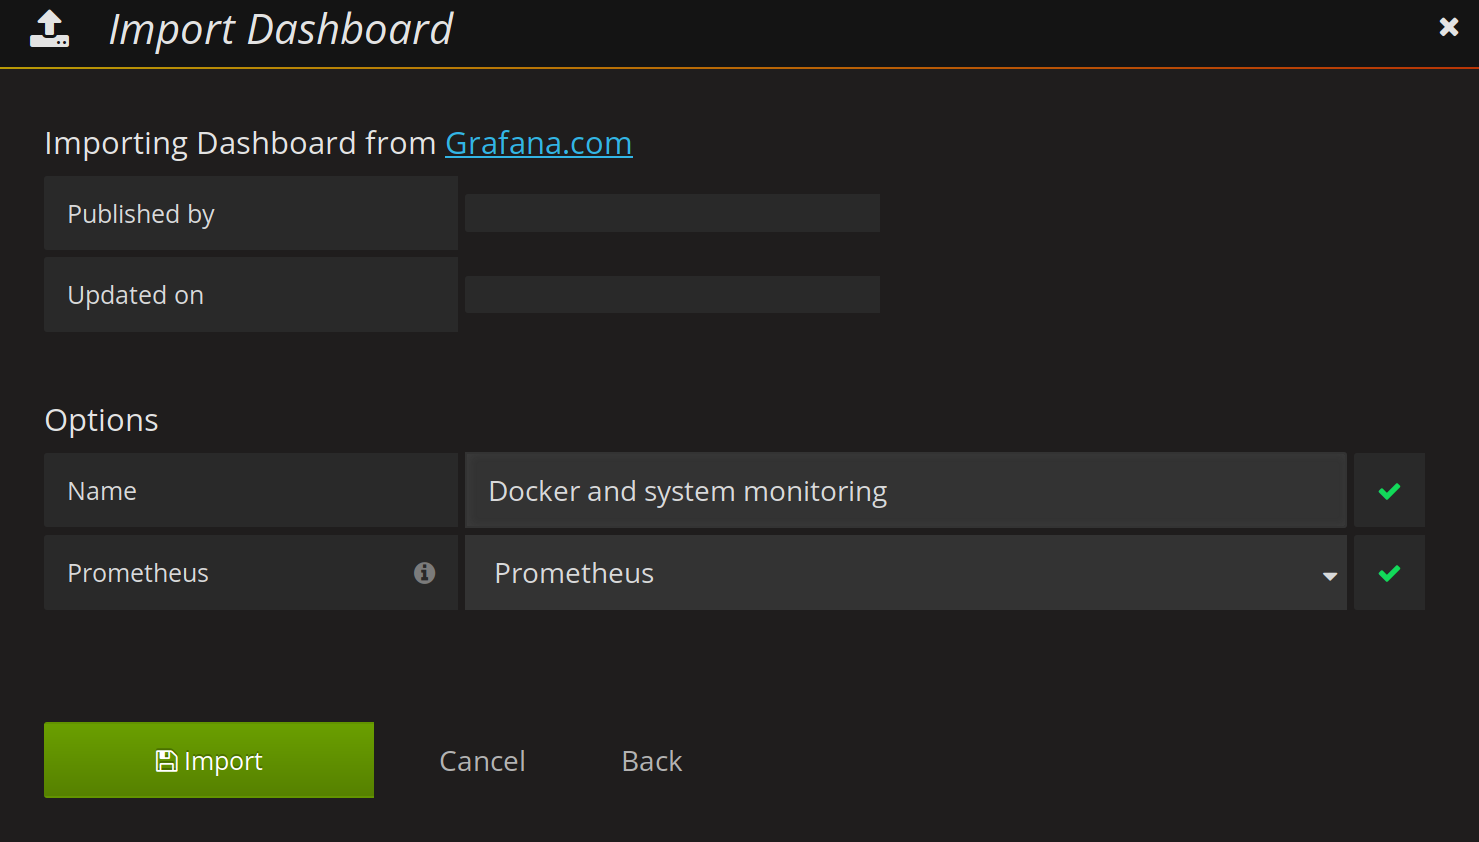 Import Dashboard
Importing Dashboard from Grafana.com
Published by
Updated on
Options
Name
Docker and system monitoring
Prometheus
Prometheus
Import
Cancel
Back